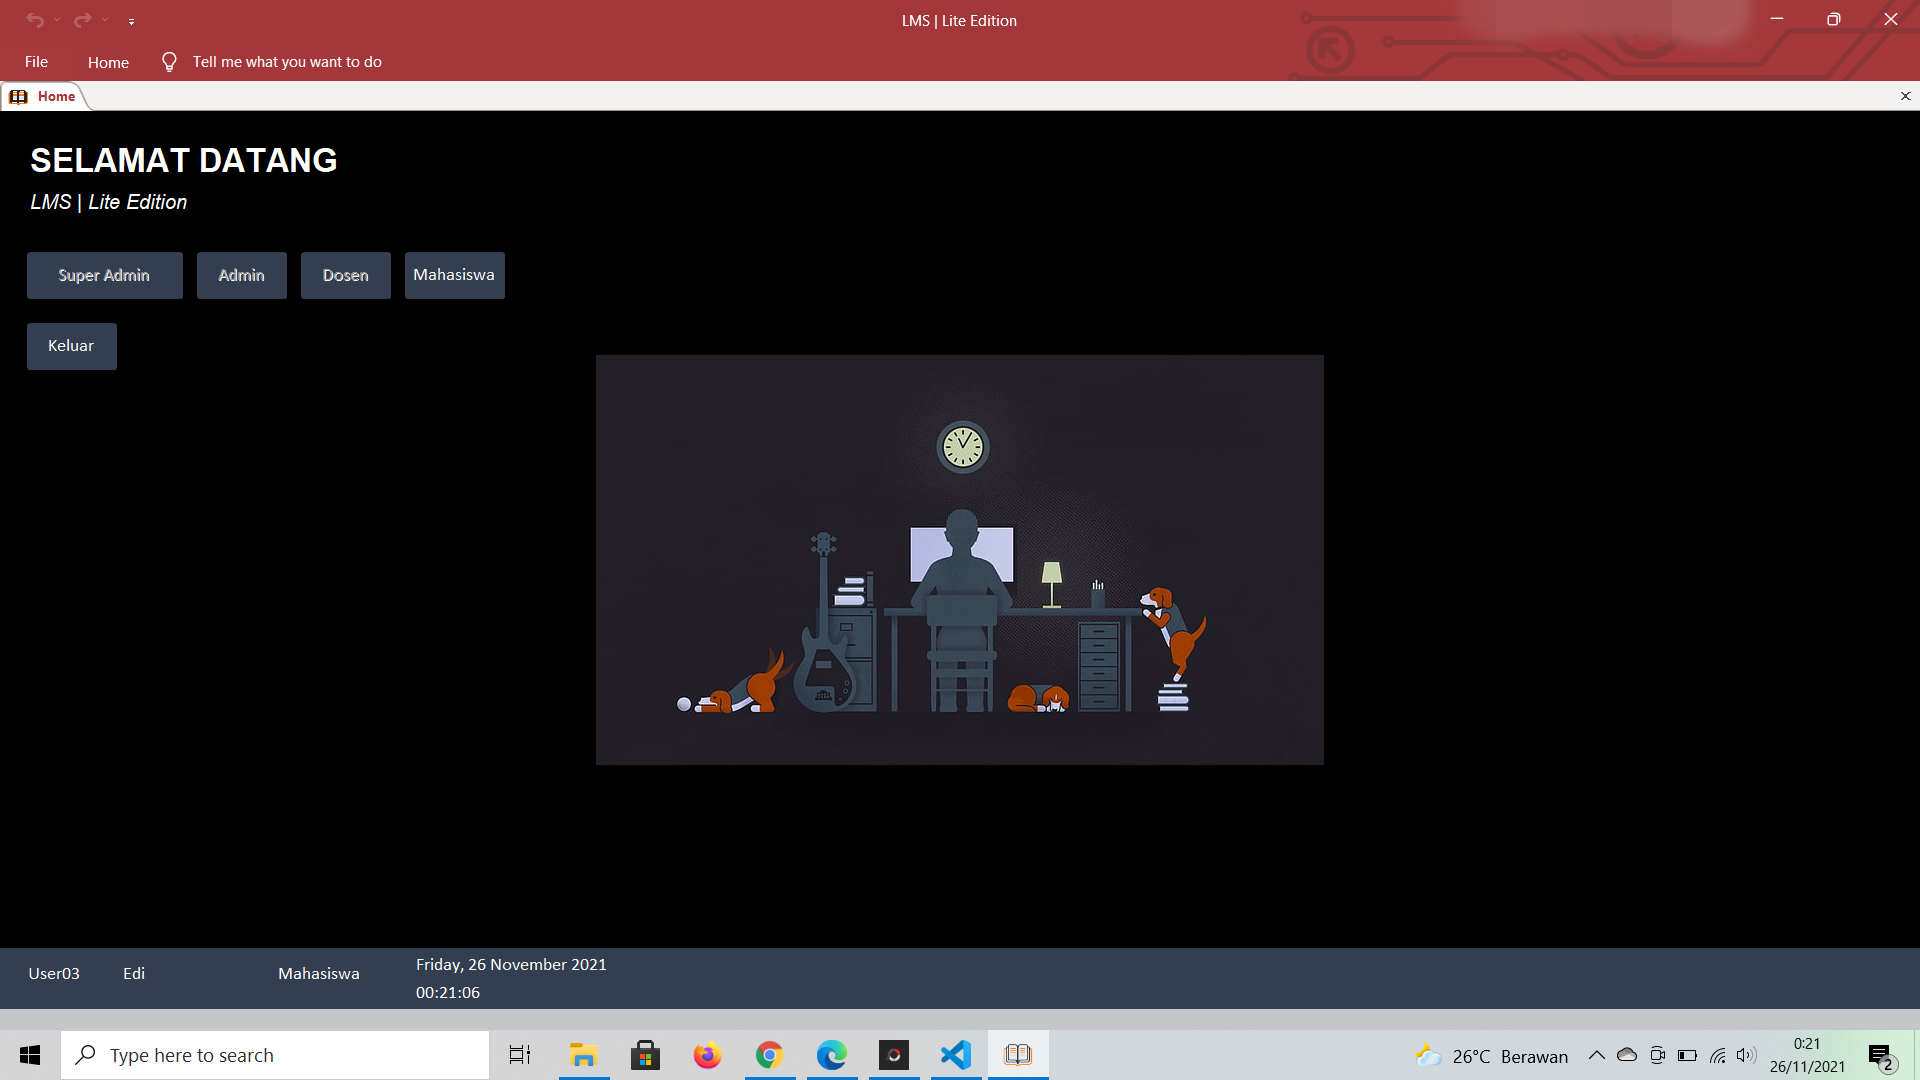 LMS | Lite Edition
File
Home
Tell me what you want to do
Home
SELAMAT DATANG
LMS | Lite Edition
Super Admin
Admin
Dosen
Mahasiswa
Keluar
User03
Edi
Mahasiswa
Friday, 26 November 2021
00:21:06
Type here to search
26°C Berawan
0:21
26/11/2021
2